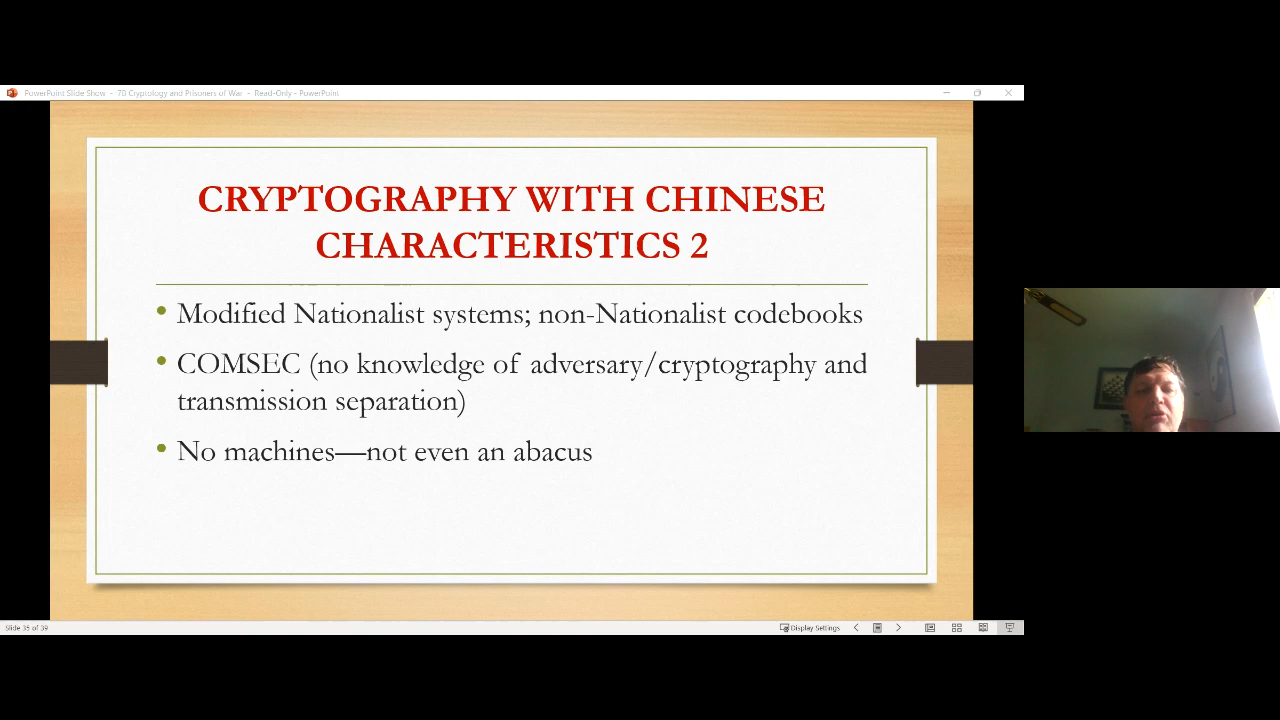 PowerPoint Slide Show - 7B Cryptology and Prisoners of War - Read-Only - PowerPoint
CRYPTOGRAPHY WITH CHINESE
CHARACTERISTICS 2
• Modified Nationalist systems; non-Nationalist codebooks
• COMSEC (no knowledge of adversary/cryptography and
transmission separation)
• No machines—not even an abacus
Slide 35 of 39
Display Settings